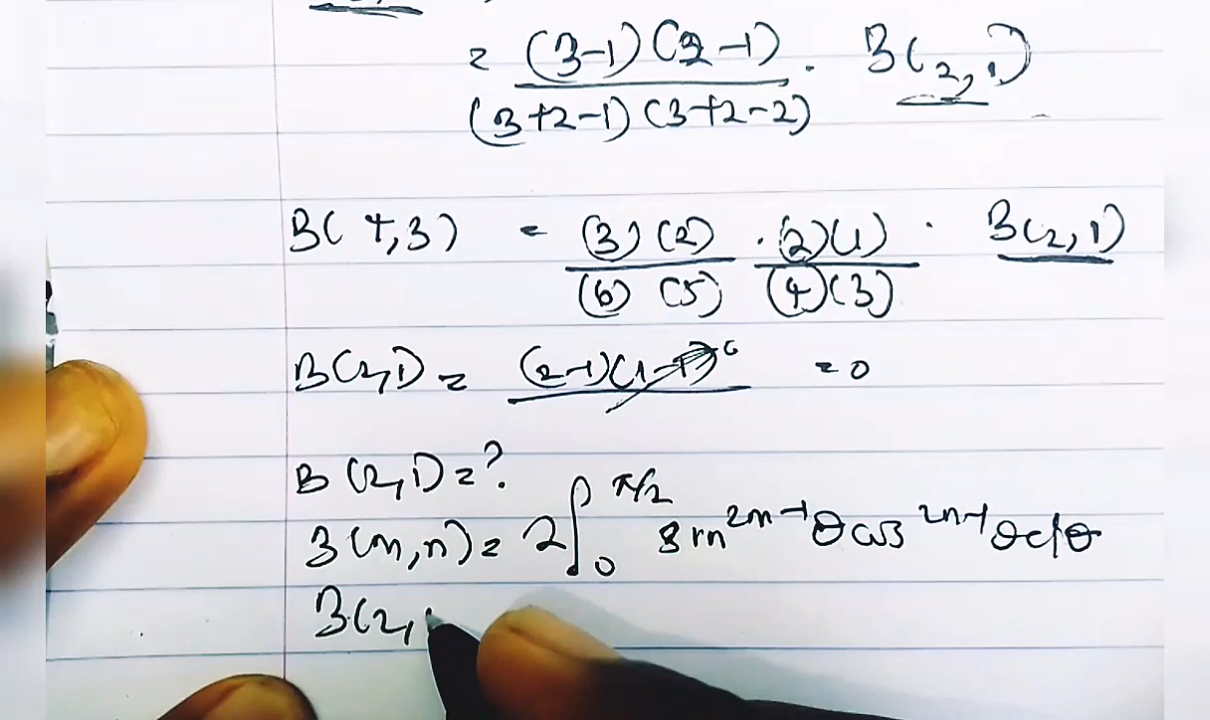 = (3-1)(2-1) / (3+2-1)(3+2-2) . B(2,1)
B(4,3) = (3)(2) / (6)(5) . (2)(1) / (4)(3) . B(2,1)
B(2,1) = (2-1)(1-1)⁰ = 0
B(2,1) = ?
B(m,n) = 2∫₀^π/2 sin^2m-1 θ cos^2n-1 θ dθ
B(2,